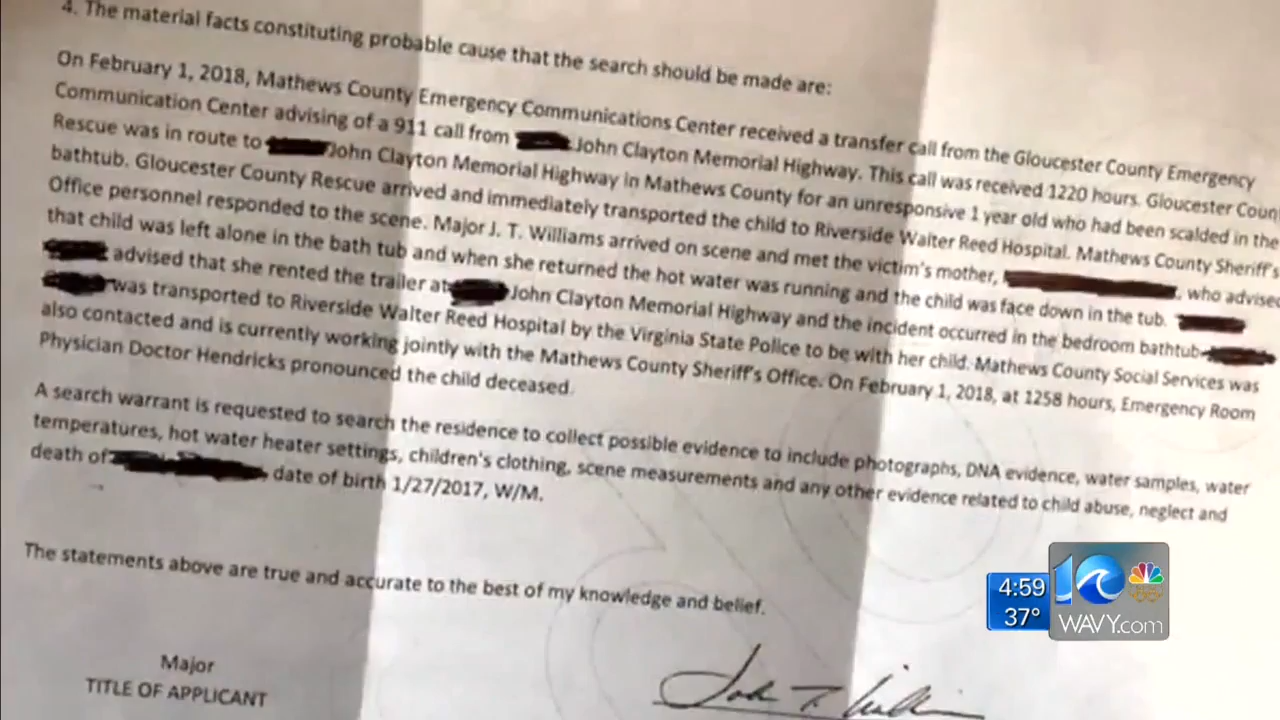 4. The material facts constituting probable cause that the search should be made are:
On February 1, 2018, Mathews County Emergency Communications Center received a transfer call from the Gloucester County Emergency
Communication Center advising of a 911 call from John Clayton Memorial Highway. This call was received 1220 hours. Gloucester Coun
Rescue was in route to John Clayton Memorial Highway in Mathews County for an unresponsive 1 year old who had been scalded in the
bathtub. Gloucester County Rescue arrived and immediately transported the child to Riverside Walter Reed Hospital. Mathews County Sheriff's
Office personnel responded to the scene. Major J. T. Williams arrived on scene and met the victim's mother, , who advised
that child was left alone in the bath tub and when she returned the hot water was running and the child was face down in the tub.
advised that she rented the trailer at John Clayton Memorial Highway and the incident occurred in the bedroom bathtub
was transported to Riverside Walter Reed Hospital by the Virginia State Police to be with her child. Mathews County Social Services was
also contacted and is currently working jointly with the Mathews County Sheriff's Office. On February 1, 2018, at 1258 hours, Emergency Room
Physician Doctor Hendricks pronounced the child deceased.
A search warrant is requested to search the residence to collect possible evidence to include photographs, DNA evidence, water samples, water
temperatures, hot water heater settings, children's clothing, scene measurements and any other evidence related to child abuse, neglect and
death of , date of birth 1/27/2017, W/M.
The statements above are true and accurate to the best of my knowledge and belief.
Major
TITLE OF APPLICANT
John T.
4:59
37°
10
WAVY.com